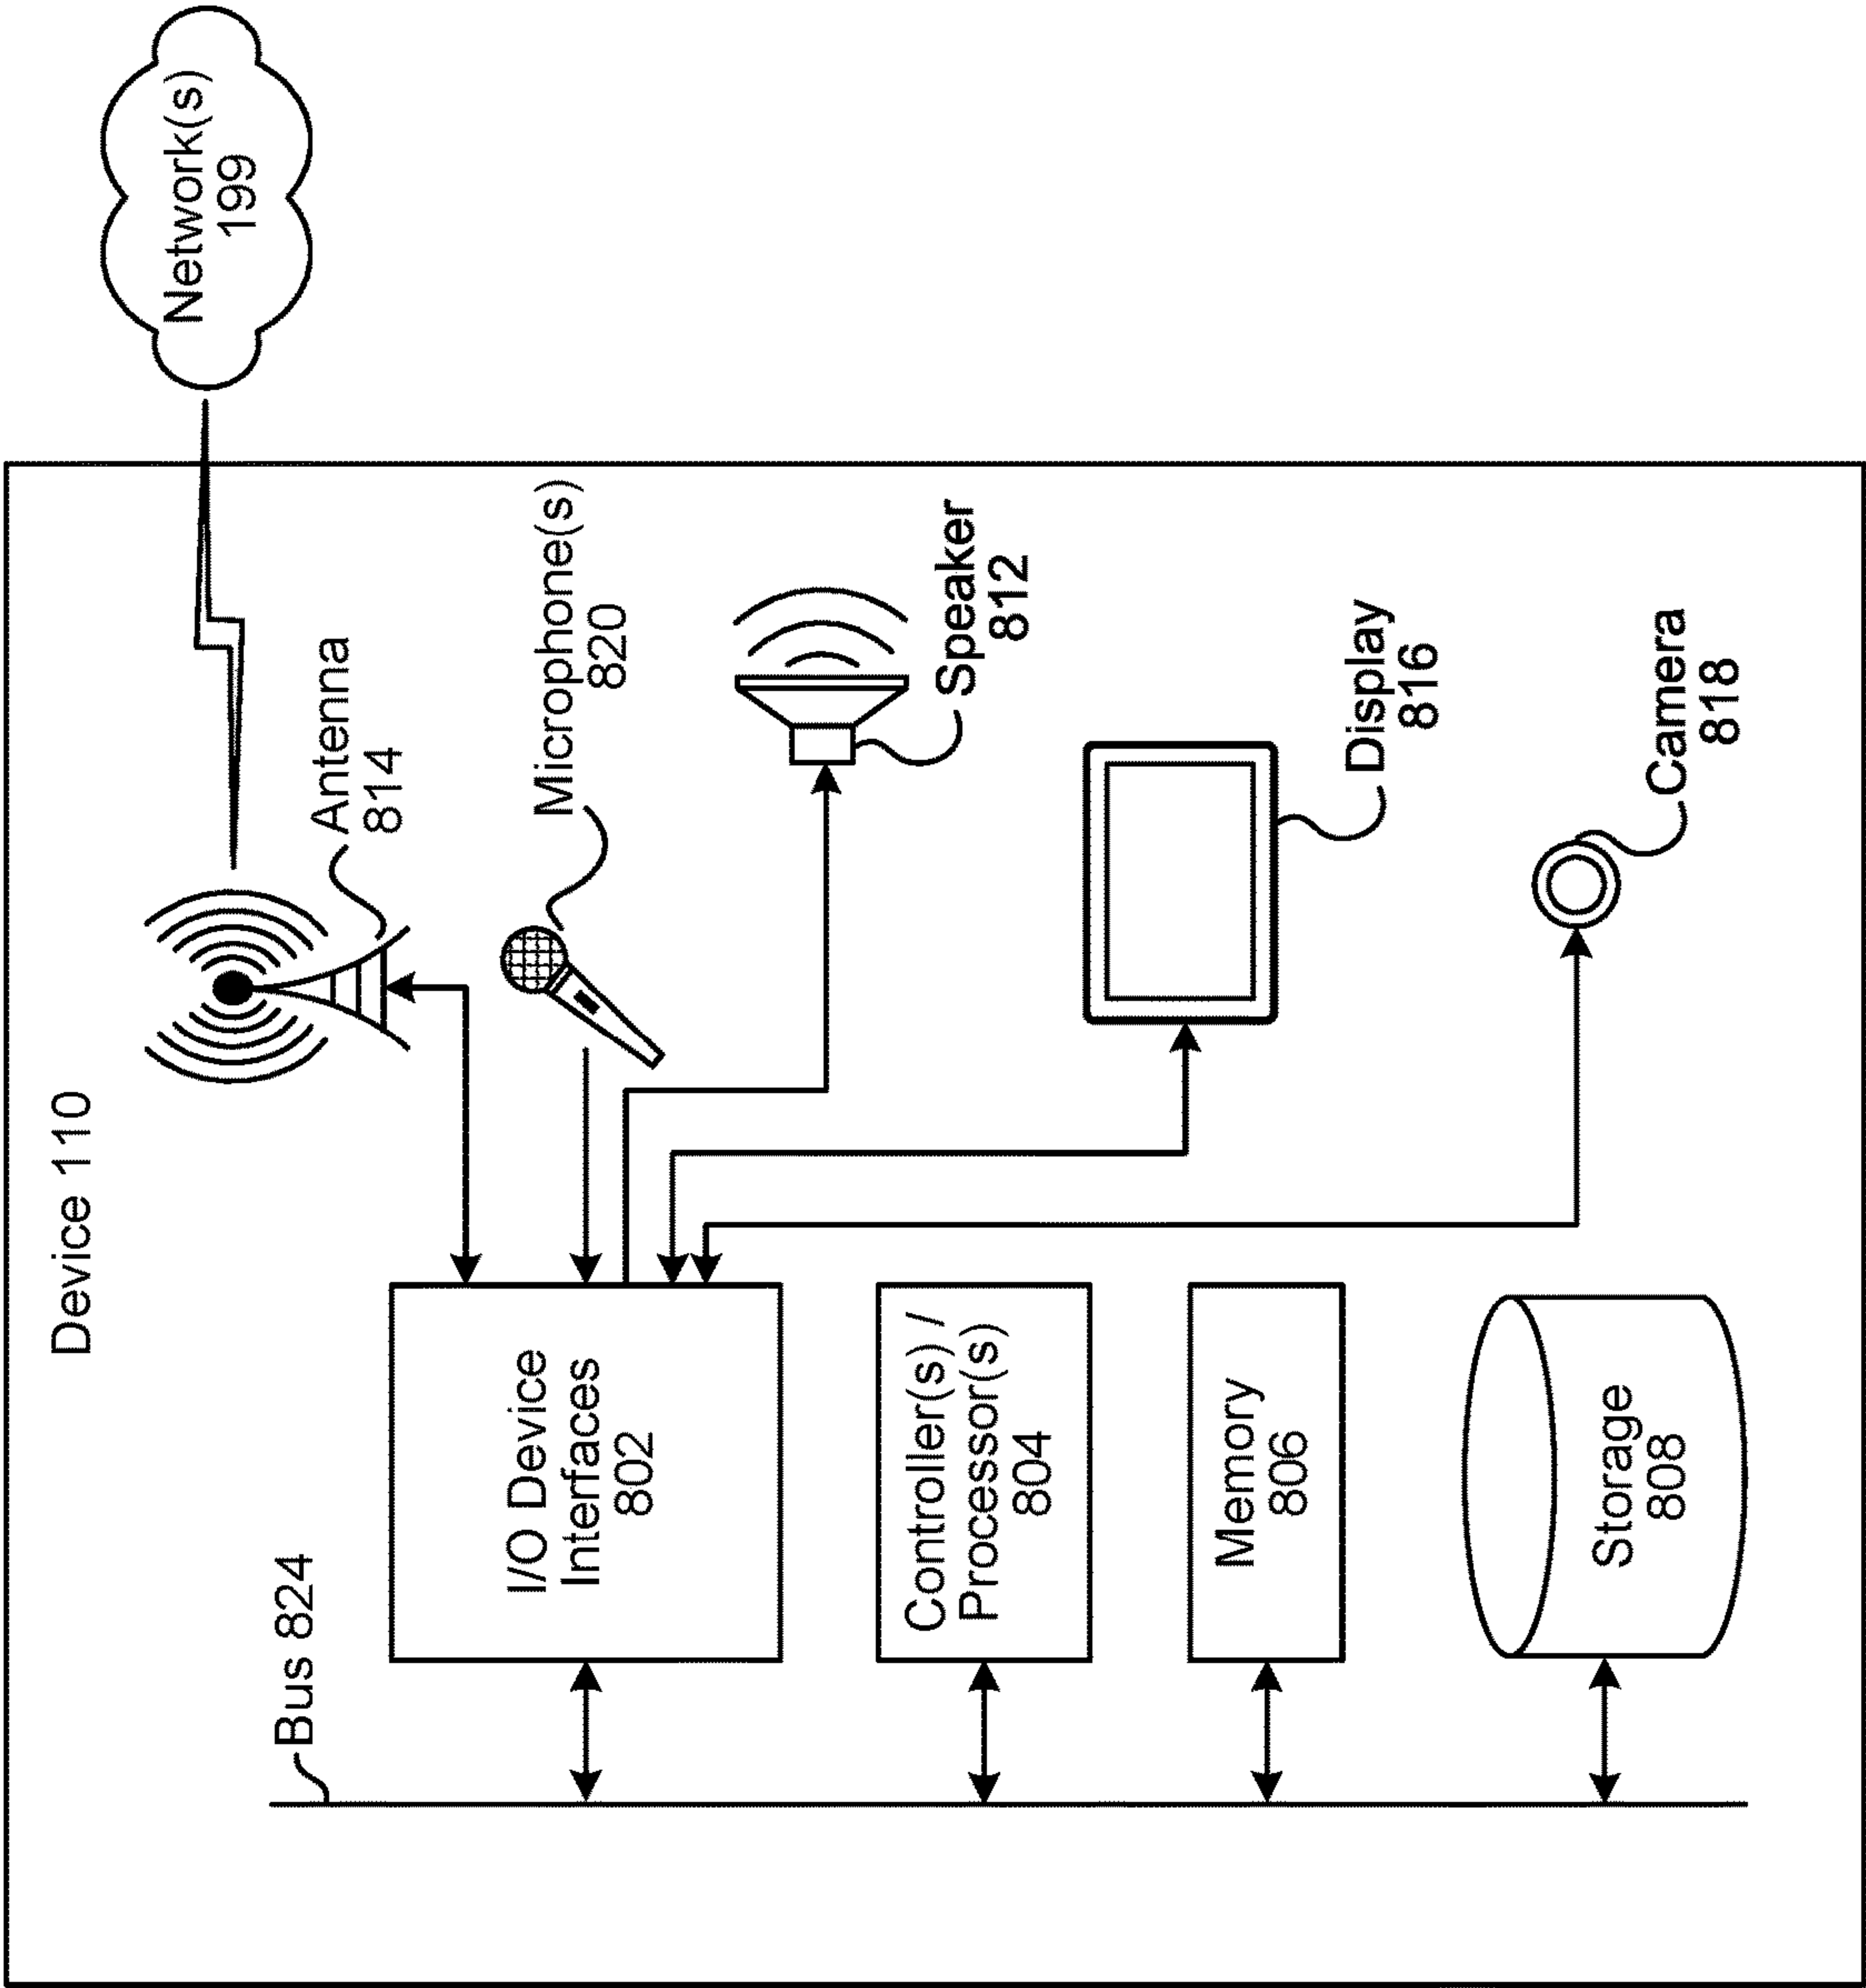 Device 110
Network(s)
199
Antenna
814
Bus 824
I/O Device
Interfaces
802
Microphone(s)
820
Speaker
812
Controller(s) /
Processor(s)
804
Display
816
Memory
806
Storage
808
Camera
818